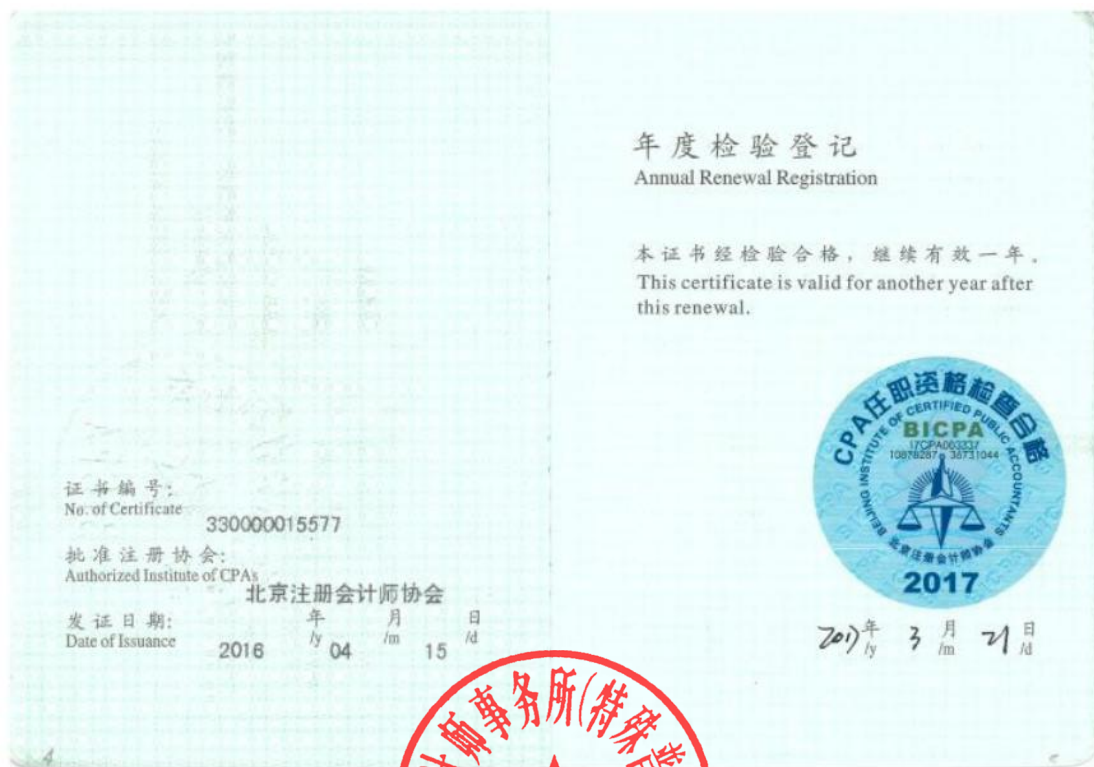 证书编号:
No. of Certificate
330000015577
批准注册协会:
Authorized Institute of CPAs
北京注册会计师协会
发证日期:
Date of Issuance
2016 年 /y 04 月 /m 15 日 /d
年度检验登记
Annual Renewal Registration
本证书经检验合格，继续有效一年。
This certificate is valid for another year after
this renewal.
CPA任职资格检查合格
BEIJING INSTITUTE OF CERTIFIED PUBLIC ACCOUNTANTS
BICPA
17CPA063337
10878287 36731044
北京注册会计师协会
2017
2017 年 /y 3 月 /m 21 日 /d
计师事务所(特殊普